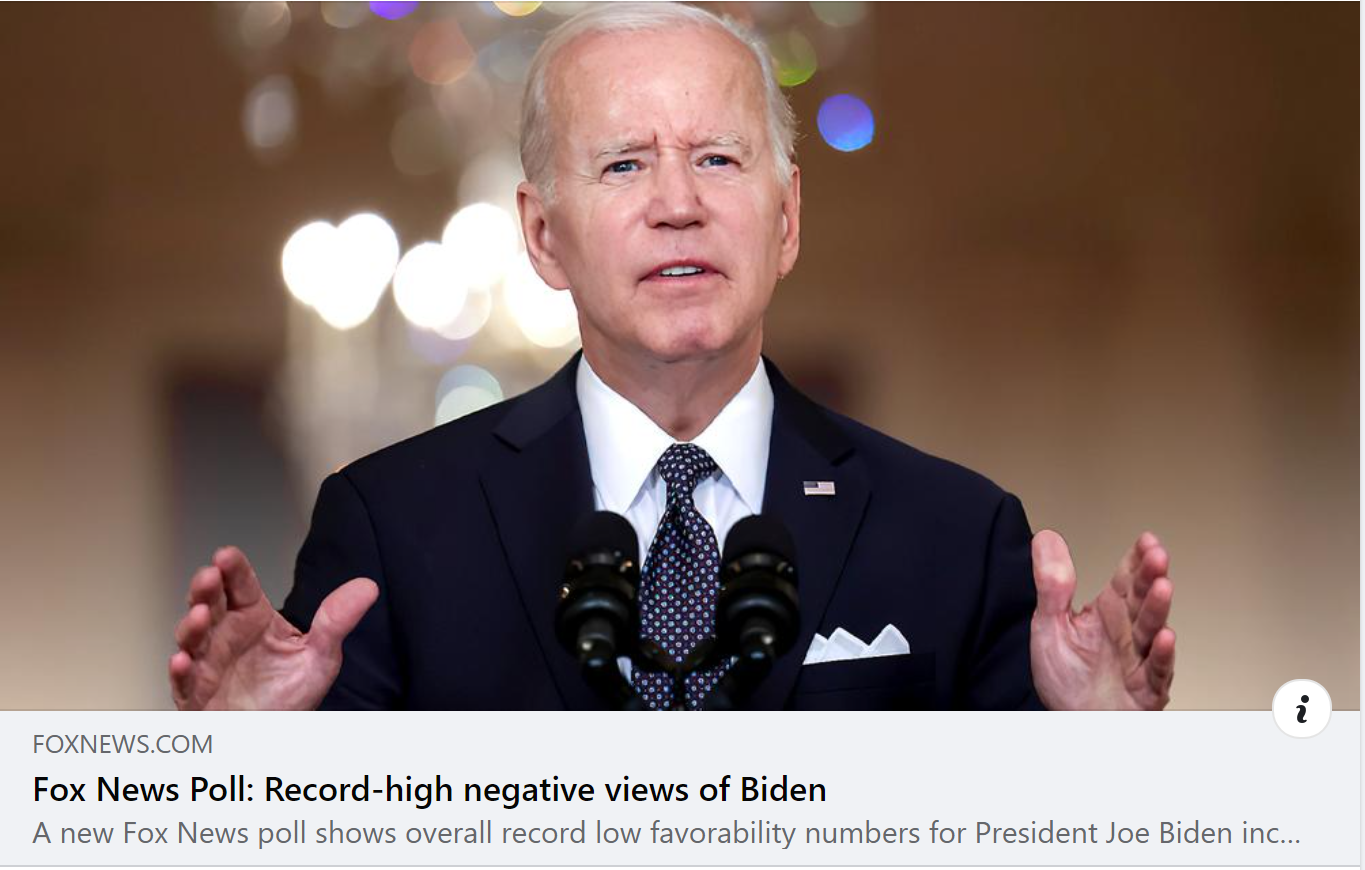 FOXNEWS.COM
Fox News Poll: Record-high negative views of Biden
A new Fox News poll shows overall record low favorability numbers for President Joe Biden inc...